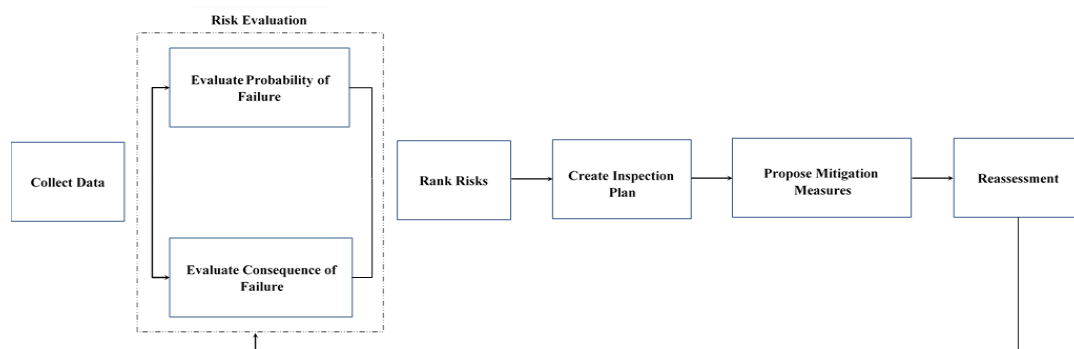 Risk Evaluation
Evaluate Probability of
Failure
Collect Data
Rank Risks
Create Inspection
Plan
Propose Mitigation
Measures
Reassessment
Evaluate Consequence of
Failure